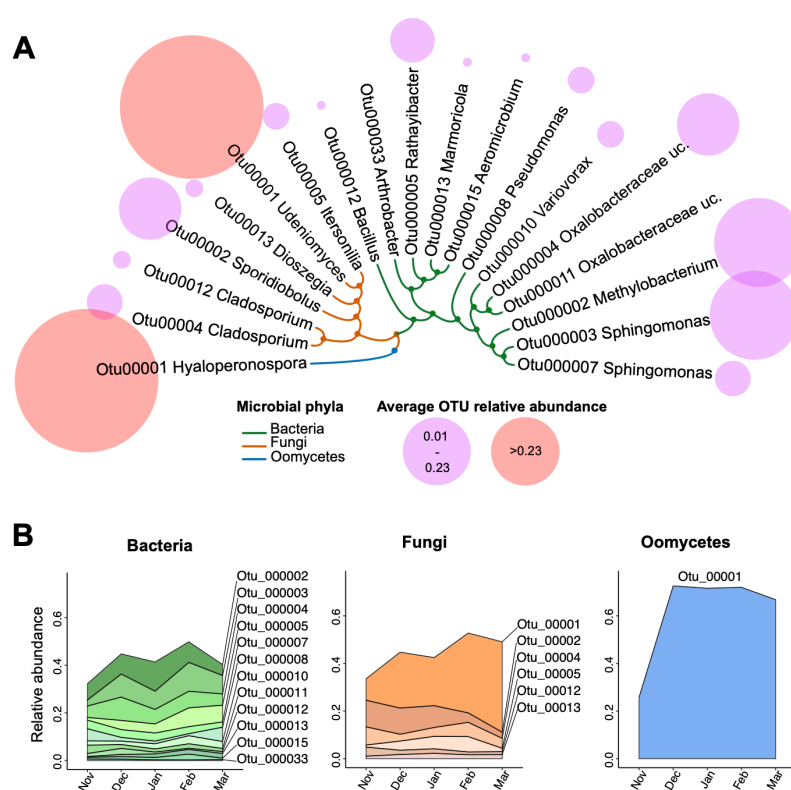 A
Otu00001 Hyaloperonospora
Otu00004 Cladosporium
Otu00012 Cladosporium
Otu00002 Sporidiobolus
Otu00013 Dioszegia
Otu00001 Udeniomyces
Otu00005 Itersonilia
Otu000012 Bacillus
Otu000033 Arthrobacter
Otu000005 Rathayibacter
Otu000013 Marmoricola
Otu000015 Aeromicrobium
Otu000008 Pseudomonas
Otu000010 Variovorax
Otu000004 Oxalobacteraceae uc.
Otu000011 Oxalobacteraceae uc.
Otu000002 Methylobacterium
Otu000003 Sphingomonas
Otu000007 Sphingomonas
Microbial phyla
Bacteria
Fungi
Oomycetes
Average OTU relative abundance
0.01
-
0.23
>0.23
B
Bacteria
Relative abundance
0.0
0.2
0.4
0.6
Nov
Dec
Jan
Feb
Mar
Otu_000002
Otu_000003
Otu_000004
Otu_000005
Otu_000007
Otu_000008
Otu_000010
Otu_000011
Otu_000012
Otu_000013
Otu_000015
Otu_000033
Fungi
0.0
0.2
0.4
0.6
Nov
Dec
Jan
Feb
Mar
Otu_00001
Otu_00002
Otu_00004
Otu_00005
Otu_00012
Otu_00013
Oomycetes
Otu_00001
0.0
0.2
0.4
0.6
Nov
Dec
Jan
Feb
Mar